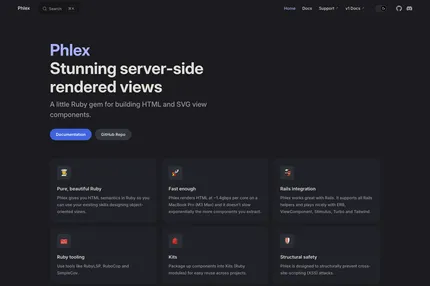 Phlex
Search ⌘K
Home Docs Support v1 Docs
Phlex
Stunning server-side
rendered views
A little Ruby gem for building HTML and SVG view
components.
Documentation GitHub Repo
Pure, beautiful Ruby
Phlex gives you HTML semantics in Ruby so you
can use your existing skills designing object-
oriented views.
Fast enough
Phlex renders HTML at ~1.4gbps per core on a
MacBook Pro (M3 Max) and it doesn't slow
exponentially the more components you extract.
Rails integration
Phlex works great with Rails. It supports all Rails
helpers and plays nicely with ERB,
ViewComponent, Stimulus, Turbo and Tailwind.
Ruby tooling
Use tools like RubyLSP, RuboCop and
SimpleCov.
Kits
Package up components into Kits (Ruby
modules) for easy reuse across projects.
Structural safety
Phlex is designed to structurally prevent cross-
site scripting (XSS) attacks.